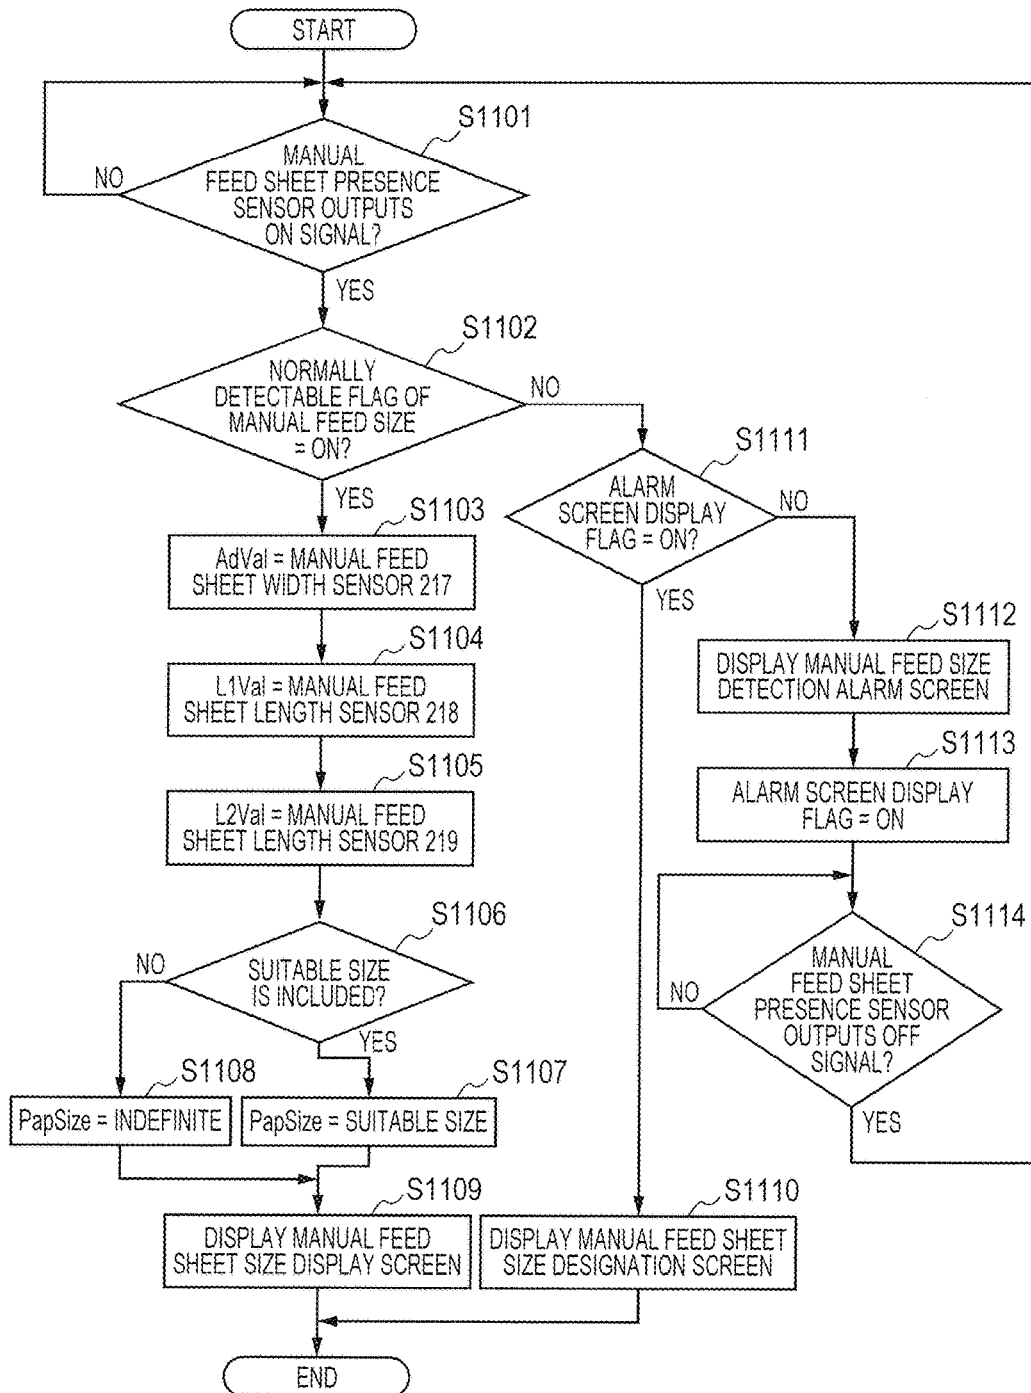 START
S1101
MANUAL
FEED SHEET PRESENCE
SENSOR OUTPUTS
ON SIGNAL?
NO
YES
S1102
NORMALLY
DETECTABLE FLAG OF
MANUAL FEED SIZE
= ON?
NO
YES
S1103
AdVal = MANUAL FEED
SHEET WIDTH SENSOR 217
S1104
L1Val = MANUAL FEED
SHEET LENGTH SENSOR 218
S1105
L2Val = MANUAL FEED
SHEET LENGTH SENSOR 219
S1106
SUITABLE SIZE
IS INCLUDED?
NO
YES
S1108
PapSize = INDEFINITE
S1107
PapSize = SUITABLE SIZE
S1109
DISPLAY MANUAL FEED
SHEET SIZE DISPLAY SCREEN
S1111
ALARM
SCREEN DISPLAY
FLAG = ON?
NO
YES
S1112
DISPLAY MANUAL FEED SIZE
DETECTION ALARM SCREEN
S1113
ALARM SCREEN DISPLAY
FLAG = ON
S1114
MANUAL
FEED SHEET
PRESENCE SENSOR
OUTPUTS OFF
SIGNAL?
NO
YES
S1110
DISPLAY MANUAL FEED SHEET
SIZE DESIGNATION SCREEN
END